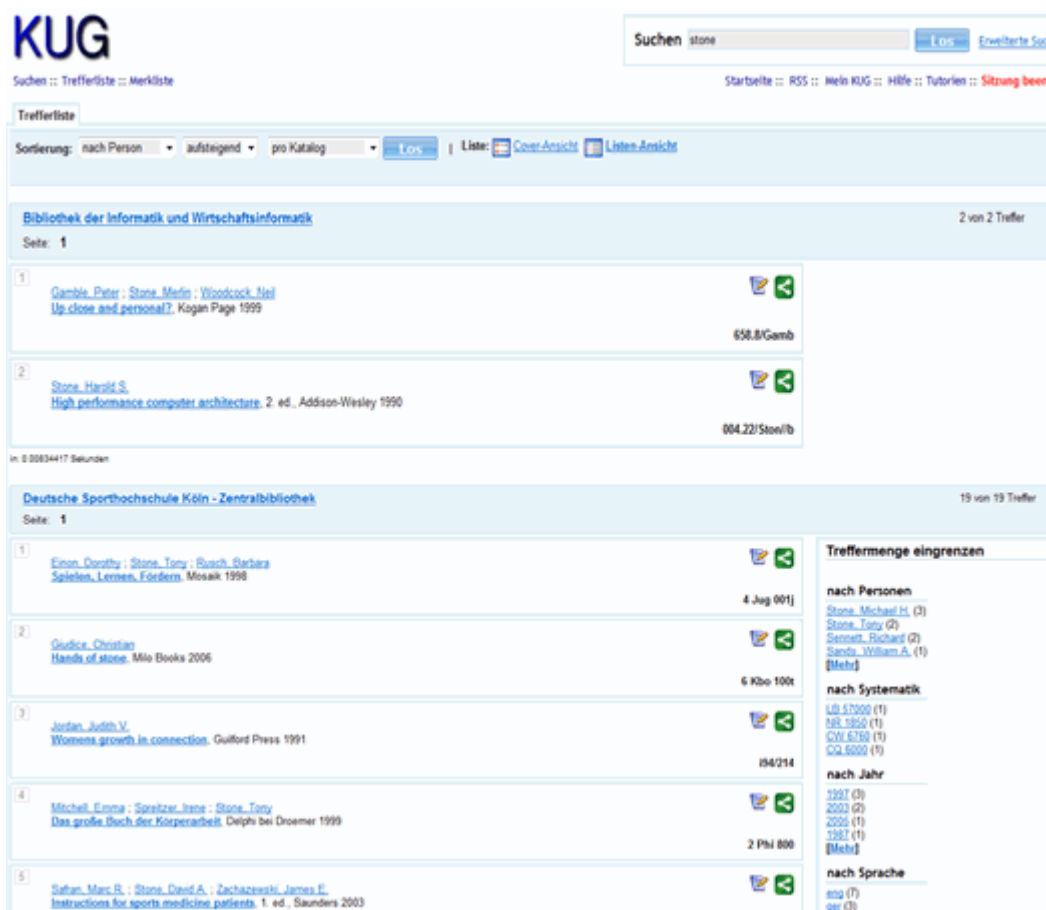 KUG
Suchen stone Los Erweiterte Suc
Suchen :: Trefferliste :: Merkliste
Startseite :: RSS :: Mein KUG :: Hilfe :: Tutorien :: Sitzung been
Trefferliste
Sortierung: nach Person aufsteigend pro Katalog Los | Liste: Cover-Ansicht Listen-Ansicht
Bibliothek der Informatik und Wirtschaftsinformatik 2 von 2 Treffer
Seite: 1
1
Gamble, Peter ; Stone, Merlin ; Woodcock, Neil
Up close and personal?, Kogan Page 1999
658.8/Gamb
2
Stone, Harold S.
High performance computer architecture, 2. ed., Addison-Wesley 1990
004.22/Ston//b
in: 0.00834417 Sekunden
Deutsche Sporthochschule Köln - Zentralbibliothek 19 von 19 Treffer
Seite: 1
1
Einon, Dorothy ; Stone, Tony ; Rusch, Barbara
Spielen, Lernen, Fördern, Mosaik 1998
4 Jug 001j
2
Giudice, Christian
Hands of stone, Milo Books 2006
6 Kbo 100t
3
Jordan, Judith V.
Womens growth in connection, Guilford Press 1991
i94/214
4
Mitchell, Emma ; Spreitzer, Irene ; Stone, Tony
Das große Buch der Körperarbeit, Delphi bei Droemer 1999
2 Phi 800
5
Safran, Marc R. ; Stone, David A. ; Zachazewski, James E.
Instructions for sports medicine patients, 1. ed., Saunders 2003
Treffermenge eingrenzen
nach Personen
Stone, Michael H. (3)
Stone, Tony (2)
Sennett, Richard (2)
Sands, William A. (1)
[Mehr]
nach Systematik
LB 57000 (1)
NR 1850 (1)
CW 6760 (1)
CQ 6000 (1)
nach Jahr
1997 (3)
2003 (2)
2005 (1)
1987 (1)
[Mehr]
nach Sprache
eng (7)
ger (3)